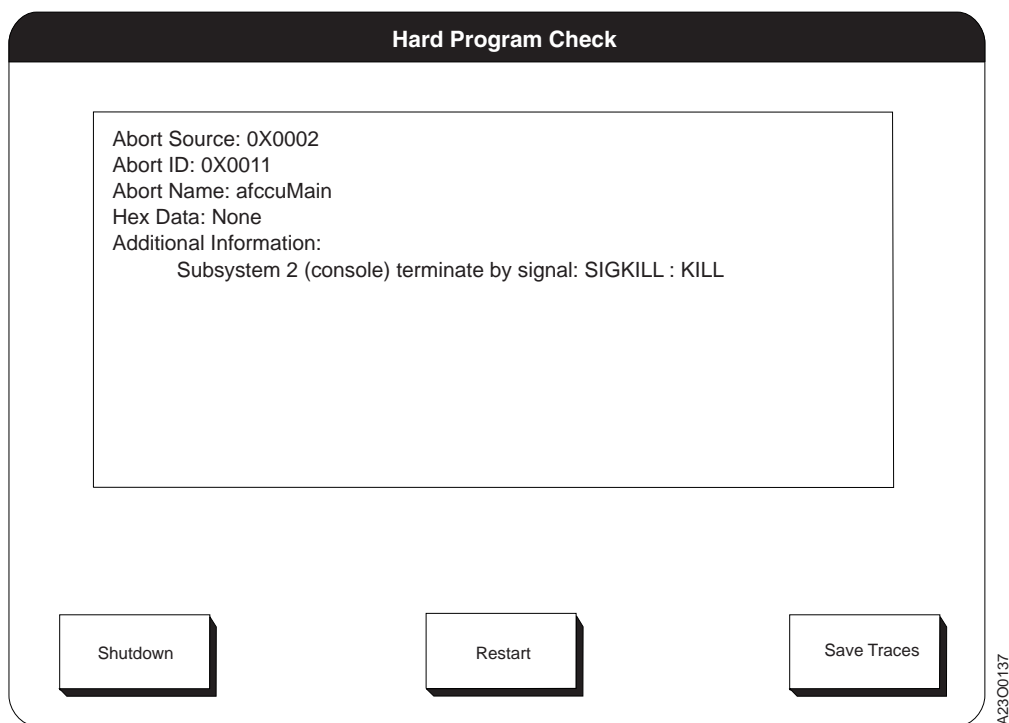 Hard Program Check
Abort Source: 0X0002
Abort ID: 0X0011
Abort Name: afccuMain
Hex Data: None
Additional Information:
Subsystem 2 (console) terminate by signal: SIGKILL : KILL
Shutdown
Restart
Save Traces
A23O0137